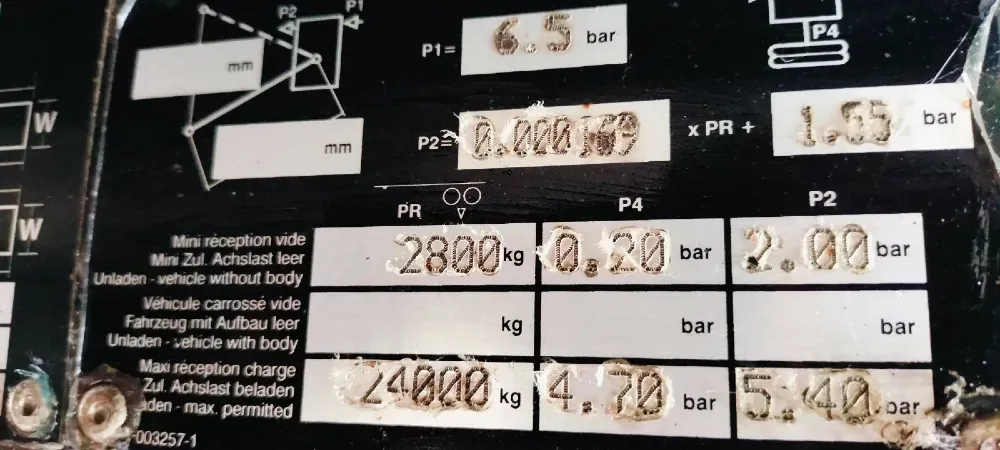 P2
P1
P4
mm
mm
P1= 6.5 bar
P2= x PR + 1.55 bar
W
W
PR
P4
P2
Mini réception vide
Mini Zul. Achslast leer
Unladen - vehicle without body
2800 kg
0.20 bar
2.00 bar
Véhicule carrossé vide
Fahrzeug mit Aufbau leer
Unladen - vehicle with body
kg
bar
bar
Maxi réception charge
Zul. Achslast beladen
aden - max. permitted
24000 kg
4.70 bar
5.40 bar
-003257-1